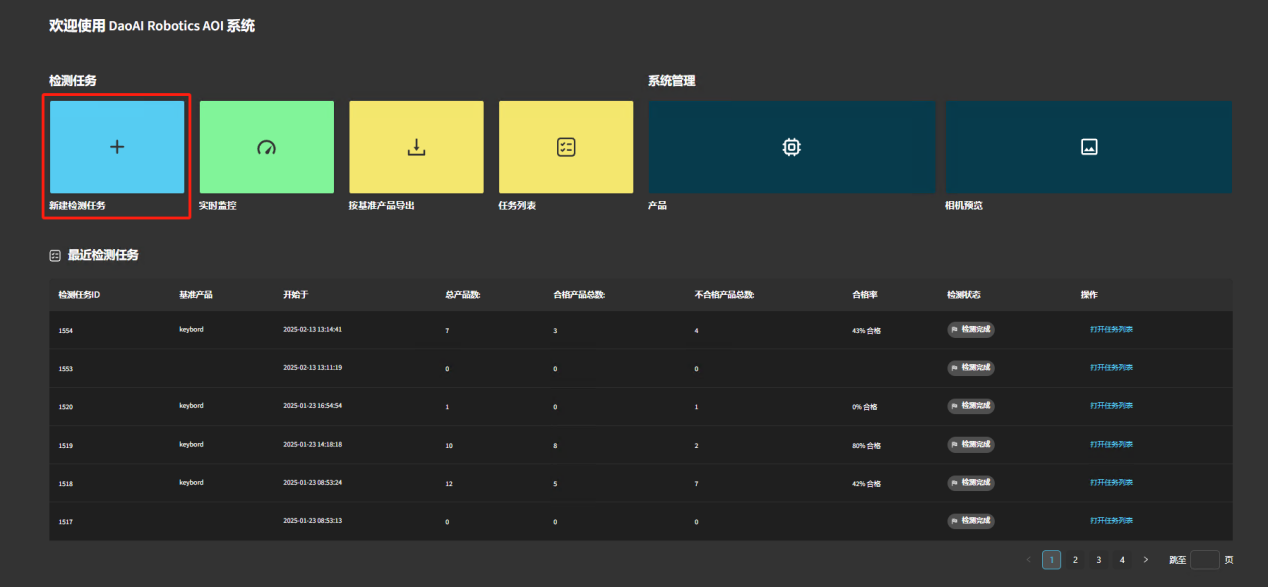 欢迎使用 DaoAI Robotics AOI 系统
检测任务 系统管理
新建检测任务 实时监控 按基准产品导出 任务列表 产品 相机预览
最近检测任务
检测任务ID 基准产品 开始于 总产品数: 合格产品总数: 不合格产品总数: 合格率 检测状态 操作
1554 keybord 2025-02-13 13:14:41 7 3 4 43% 合格 检测完成 打开任务列表
1553 2025-02-13 13:11:19 0 0 0 检测完成 打开任务列表
1520 keybord 2025-01-23 16:54:54 1 0 1 0% 合格 检测完成 打开任务列表
1519 keybord 2025-01-23 14:18:18 10 8 2 80% 合格 检测完成 打开任务列表
1518 keybord 2025-01-23 08:53:24 12 5 7 42% 合格 检测完成 打开任务列表
1517 2025-01-23 08:53:13 0 0 0 检测完成 打开任务列表
1 2 3 4 跳至 页